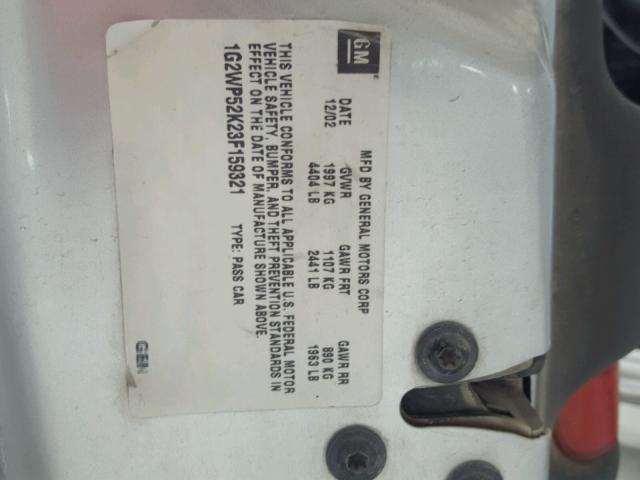 GM
MFD BY GENERAL MOTORS CORP
DATE GVWR GAWR FRT GAWR RR
12/02 1997 KG 1107 KG 890 KG
4404 LB 2441 LB 1963 LB
THIS VEHICLE CONFORMS TO ALL APPLICABLE U.S. FEDERAL MOTOR
VEHICLE SAFETY, BUMPER, AND THEFT PREVENTION STANDARDS IN
EFFECT ON THE DATE OF MANUFACTURE SHOWN ABOVE.
1G2WP52K23F159321 TYPE: PASS CAR
GEN